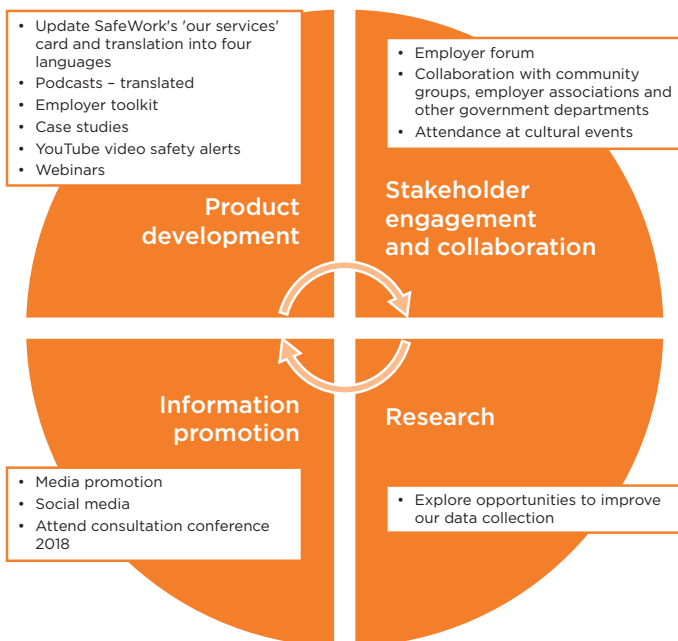 • Update SafeWork's 'our services'
card and translation into four
languages
• Podcasts – translated
• Employer toolkit
• Case studies
• YouTube video safety alerts
• Webinars
Product
development
• Employer forum
• Collaboration with community
groups, employer associations and
other government departments
• Attendance at cultural events
Stakeholder
engagement
and collaboration
Information
promotion
• Media promotion
• Social media
• Attend consultation conference
2018
Research
• Explore opportunities to improve
our data collection